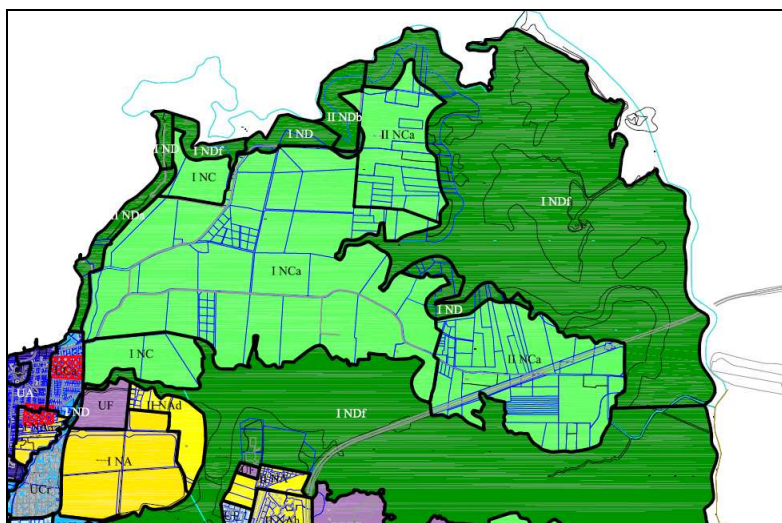 II NDb
I ND
II NCa
I ND
I NDf
I NC
I NDf
I NCa
I ND
I NC
II NCa
UA
I ND
UF
II NAd
I NDf
I NA
UCr